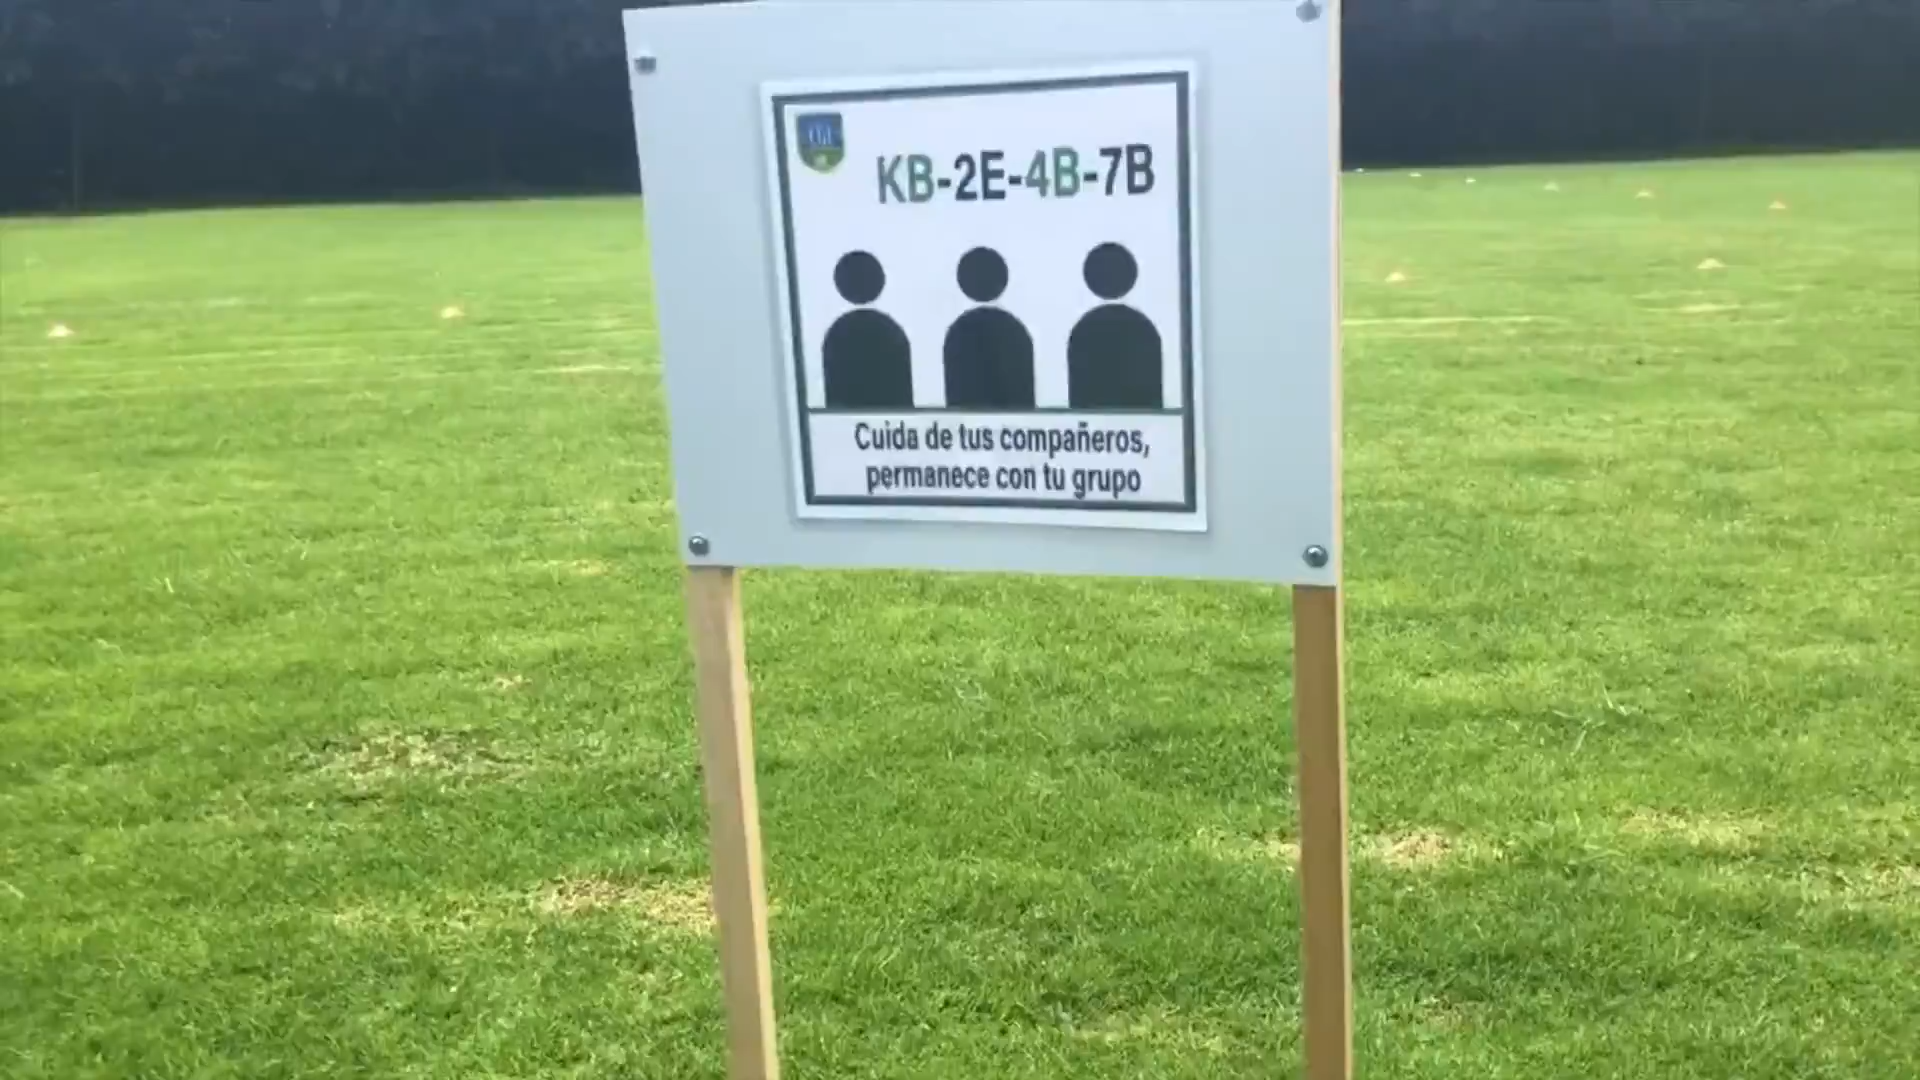 KB-2E-4B-7B
Cuida de tus compañeros,
permanece con tu grupo